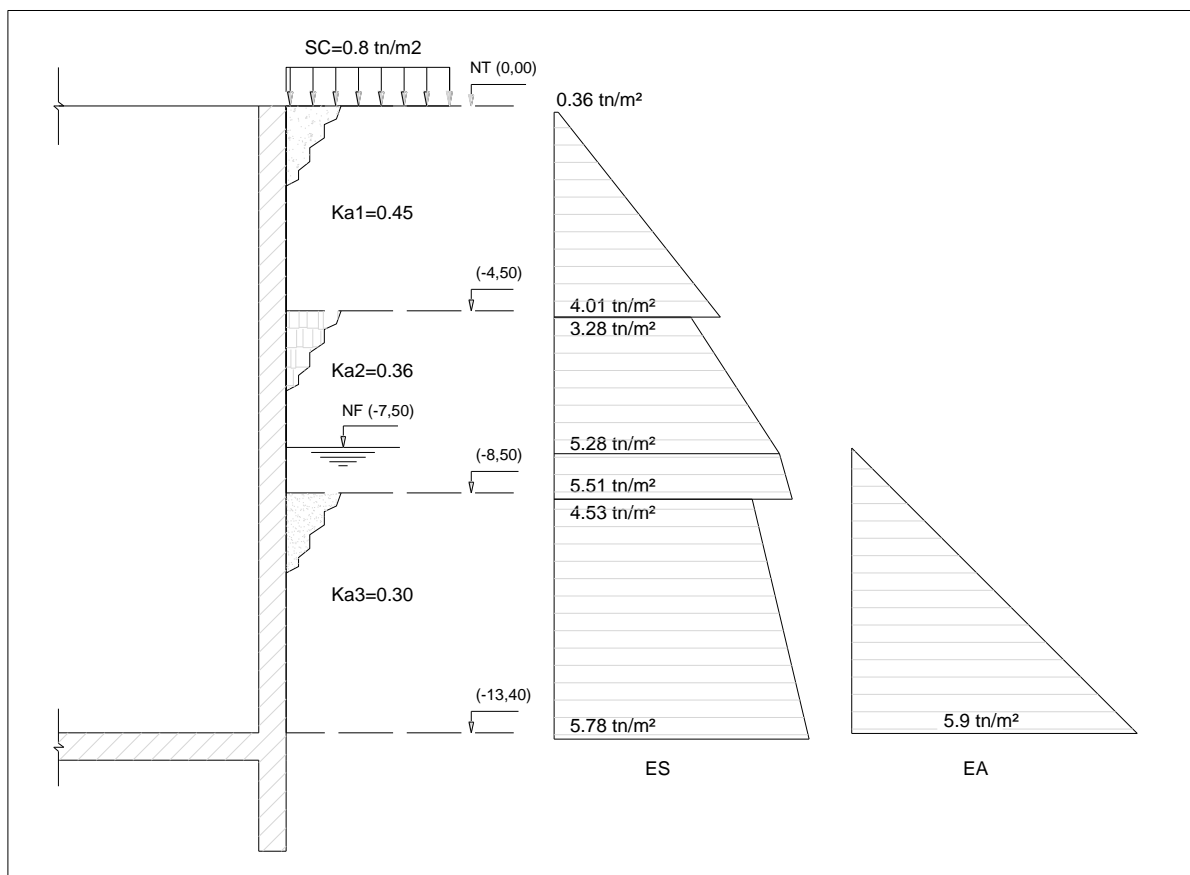 SC=0.8 tn/m2
NT (0,00)
0.36 tn/m²
Ka1=0.45
(-4,50)
4.01 tn/m²
3.28 tn/m²
Ka2=0.36
NF (-7,50)
5.28 tn/m²
(-8,50)
5.51 tn/m²
4.53 tn/m²
Ka3=0.30
(-13,40)
5.78 tn/m²
5.9 tn/m²
ES
EA